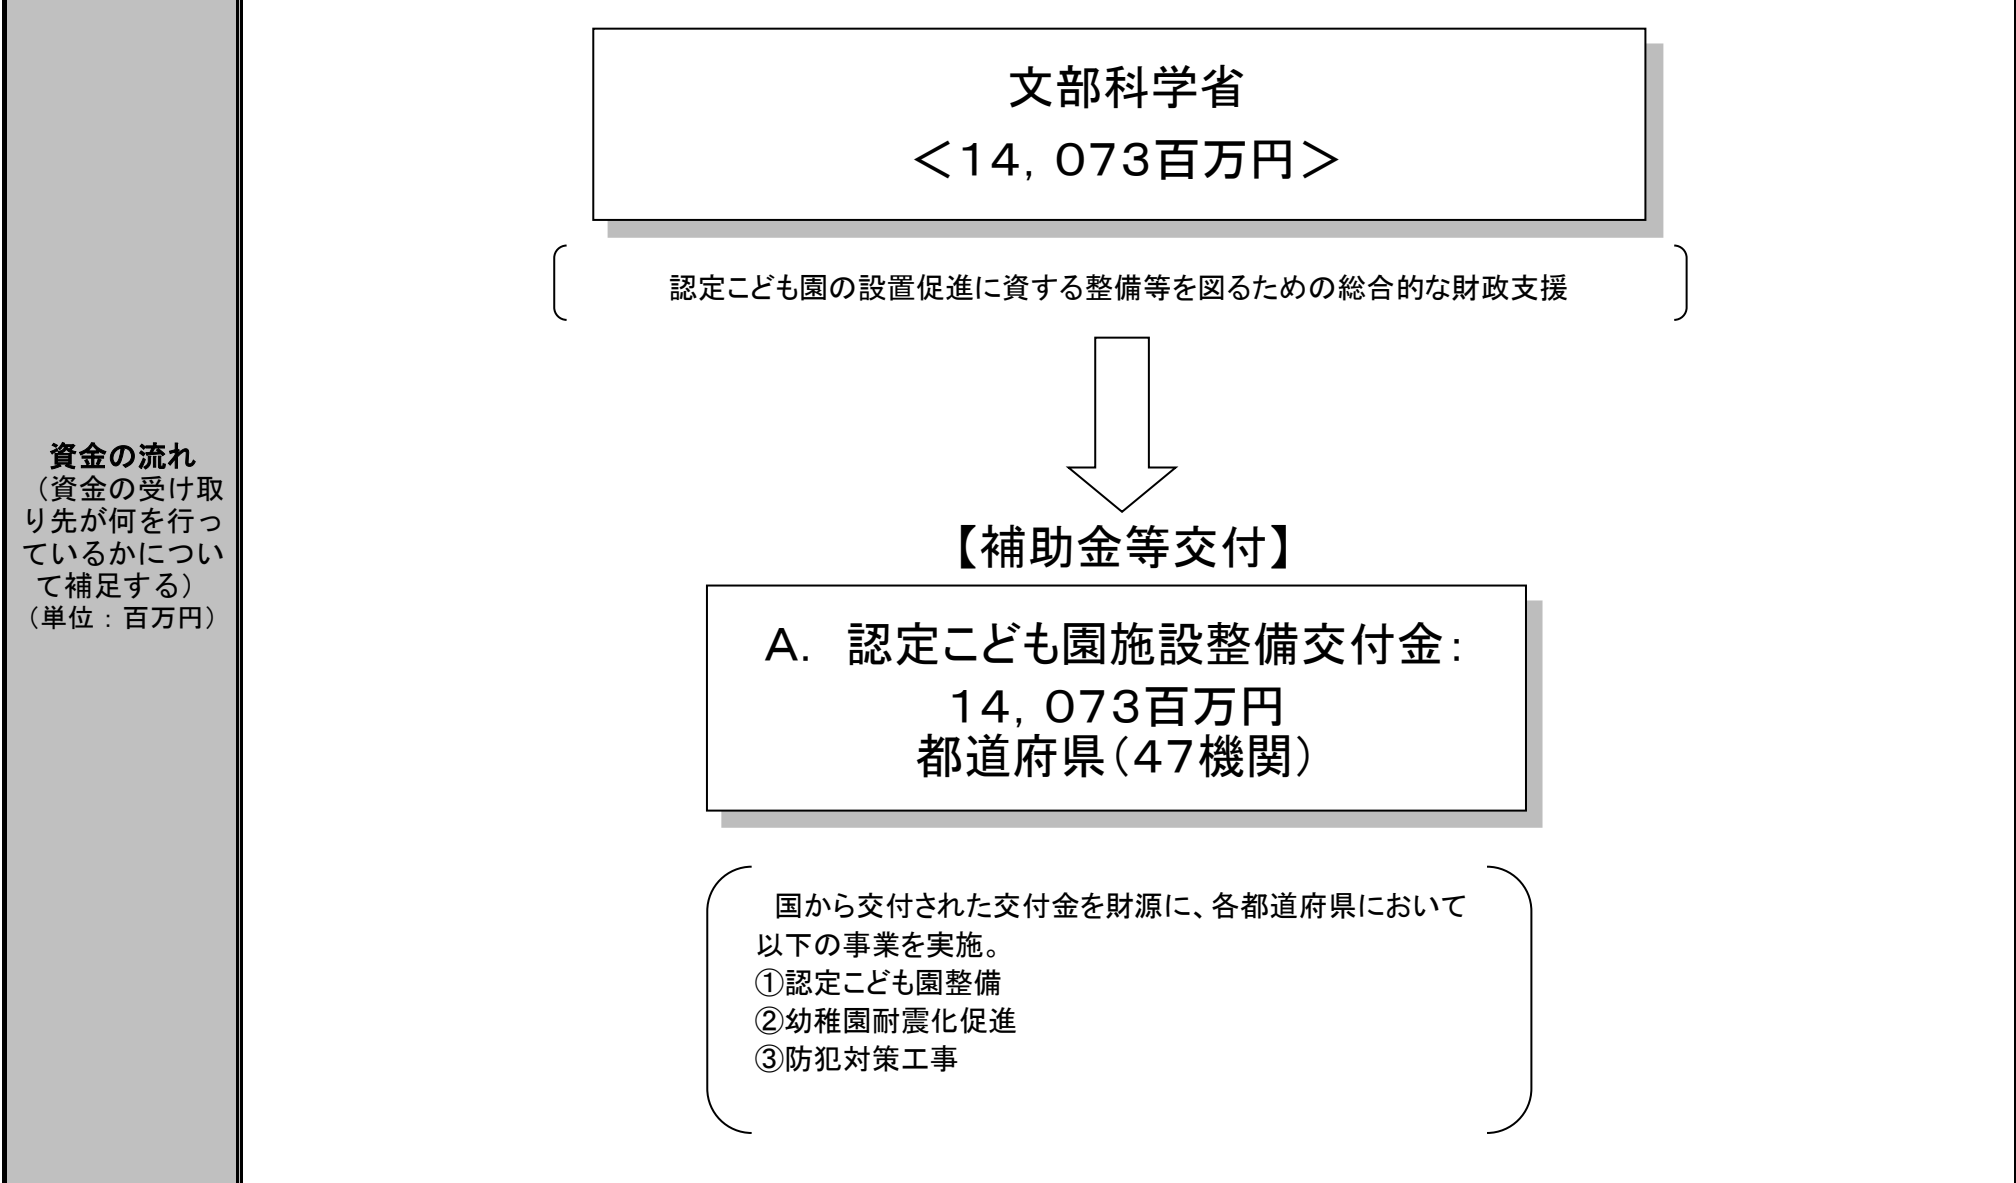 資金の流れ
（資金の受け取
り先が何を行っ
ているかについ
て補足する）
（単位：百万円）
文部科学省
＜１４，０７３百万円＞
認定こども園の設置促進に資する整備等を図るための総合的な財政支援
【補助金等交付】
Ａ． 認定こども園施設整備交付金：
１４，０７３百万円
都道府県（４７機関）
国から交付された交付金を財源に、各都道府県において
以下の事業を実施。
①認定こども園整備
②幼稚園耐震化促進
③防犯対策工事